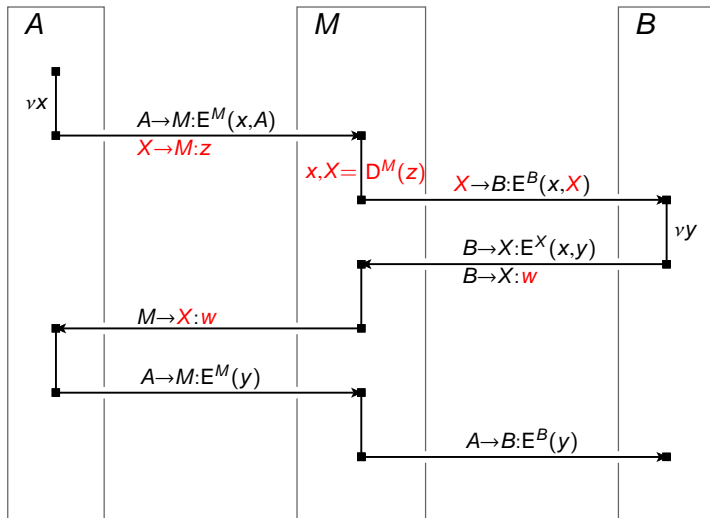 A M B
νx
A→M:E^M(x,A)
X→M:z
x,X= D^M(z)
X→B:E^B(x,X)
νy
B→X:E^X(x,y)
B→X:w
M→X:w
A→M:E^M(y)
A→B:E^B(y)